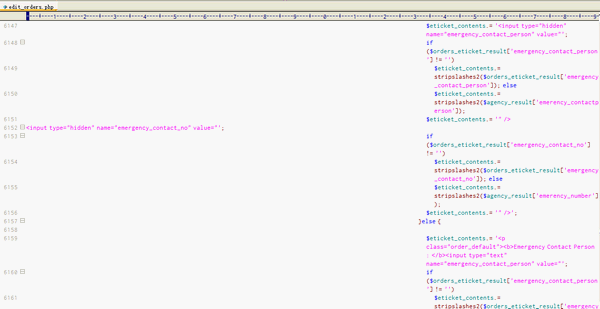 edit_orders.php
6147 $eticket_contents.= '<input type="hidden"
name="emergency_contact_person" value="';
6148 if
($orders_eticket_result['emergency_contact_person
'] != '')
6149 $eticket_contents.=
stripslashes2($orders_eticket_result['emergency
_contact_person']); else
6150 $eticket_contents.=
stripslashes2($agency_result['emerency_contactp
erson']);
6151 $eticket_contents.= '" />
6152 <input type="hidden" name="emergency_contact_no" value="';
6153 if
($orders_eticket_result['emergency_contact_no']
!= '')
6154 $eticket_contents.=
stripslashes2($orders_eticket_result['emergency
_contact_no']); else
6155 $eticket_contents.=
stripslashes2($agency_result['emerency_number']
);
6156 $eticket_contents.= '" />';
6157 }else {
6158
6159 $eticket_contents.= '<p
class="order_default"><b>Emergency Contact Person
: </b><input type="text"
name="emergency_contact_person" value="';
6160 if
($orders_eticket_result['emergency_contact_person
'] != '')
6161 $eticket_contents.=
stripslashes2($orders_eticket_result['emergency